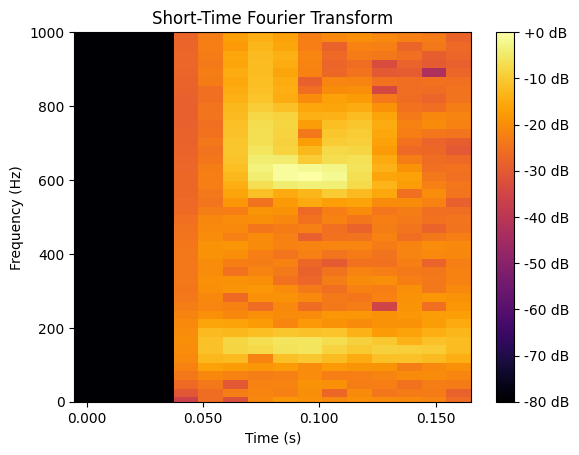 Short-Time Fourier Transform
1000
800
600
400
200
0
Frequency (Hz)
0.000
0.050
0.100
0.150
Time (s)
+0 dB
-10 dB
-20 dB
-30 dB
-40 dB
-50 dB
-60 dB
-70 dB
-80 dB